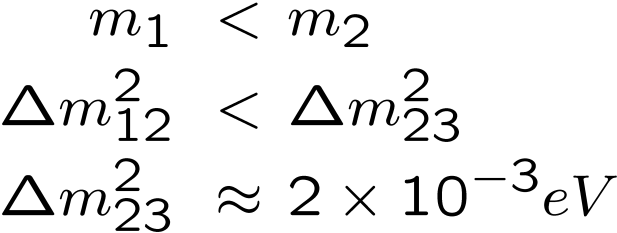 m₁ < m₂
Δm²₁₂ < Δm²₂₃
Δm²₂₃ ≈ 2 × 10⁻³eV